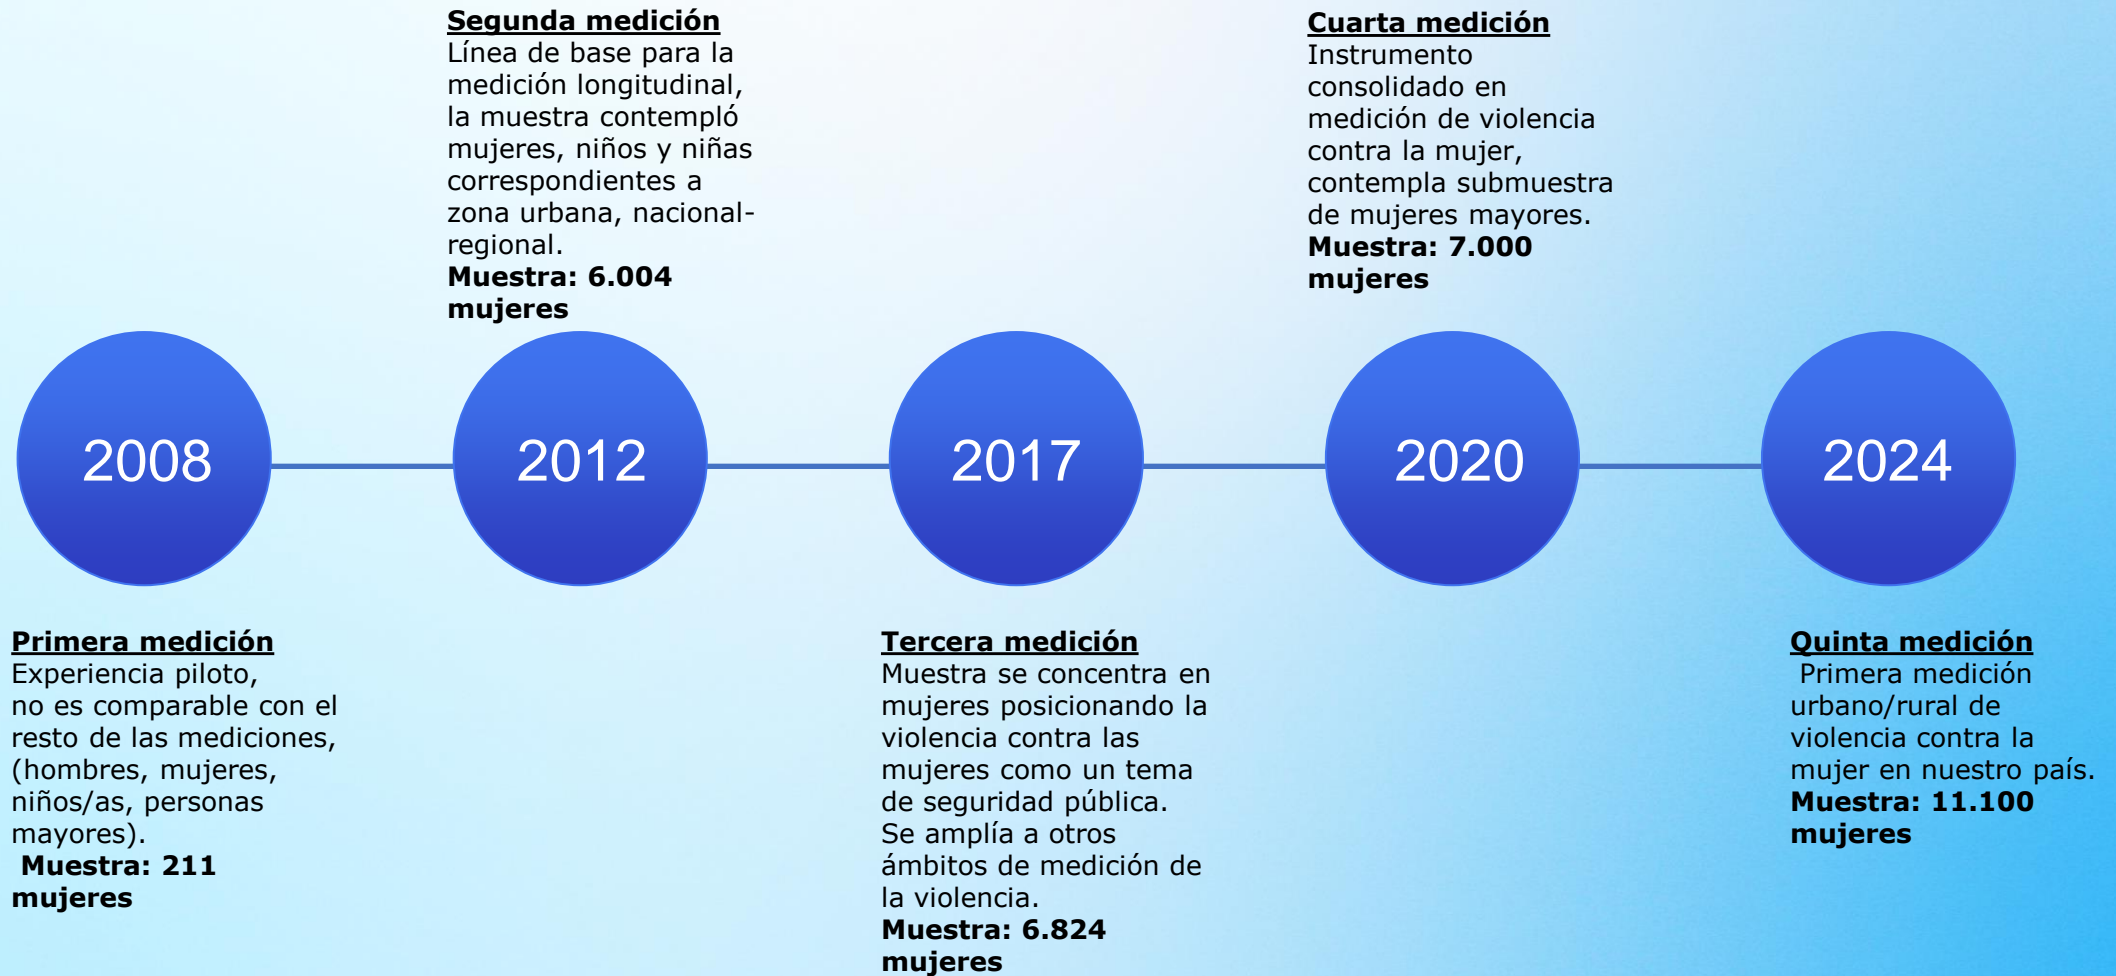 Segunda medición
Línea de base para la
medición longitudinal,
la muestra contempló
mujeres, niños y niñas
correspondientes a
zona urbana, nacional-
regional.
Muestra: 6.004
mujeres
Cuarta medición
Instrumento
consolidado en
medición de violencia
contra la mujer,
contempla submuestra
de mujeres mayores.
Muestra: 7.000
mujeres
2008
2012
2017
2020
2024
Primera medición
Experiencia piloto,
no es comparable con el
resto de las mediciones,
(hombres, mujeres,
niños/as, personas
mayores).
Muestra: 211
mujeres
Tercera medición
Muestra se concentra en
mujeres posicionando la
violencia contra las
mujeres como un tema
de seguridad pública.
Se amplía a otros
ámbitos de medición de
la violencia.
Muestra: 6.824
mujeres
Quinta medición
Primera medición
urbano/rural de
violencia contra la
mujer en nuestro país.
Muestra: 11.100
mujeres